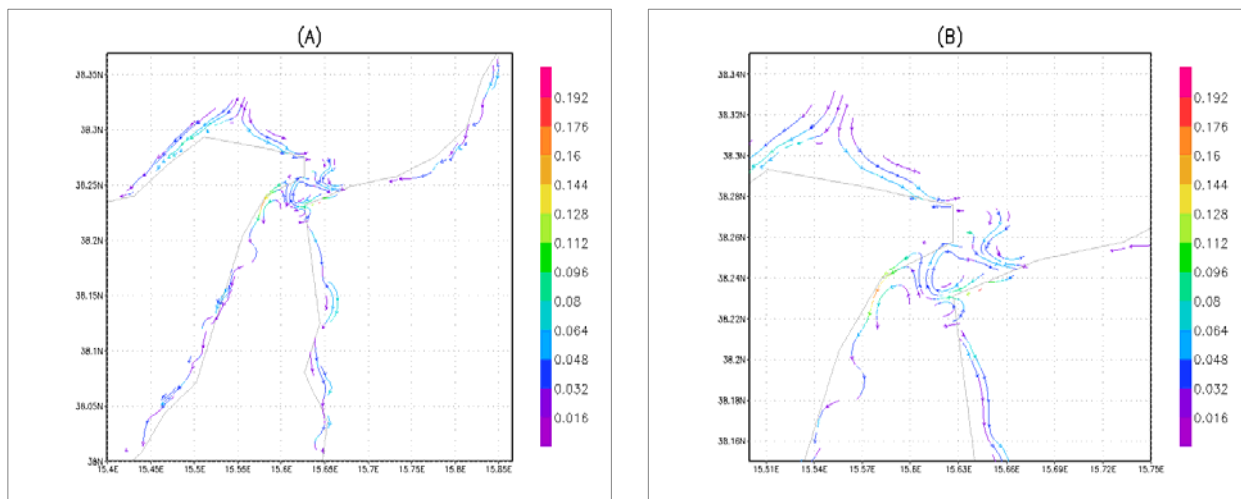 (A)
38.35N
38.3N
38.25N
38.2N
38.15N
38.1N
38.05N
38N
15.4E 15.45E 15.5E 15.55E 15.6E 15.65E 15.7E 15.75E 15.8E 15.85E
0.192
0.176
0.16
0.144
0.128
0.112
0.096
0.08
0.064
0.048
0.032
0.016
(B)
38.34N
38.32N
38.3N
38.28N
38.26N
38.24N
38.22N
38.2N
38.18N
38.16N
15.51E 15.54E 15.57E 15.6E 15.63E 15.66E 15.69E 15.72E 15.75E
0.192
0.176
0.16
0.144
0.128
0.112
0.096
0.08
0.064
0.048
0.032
0.016